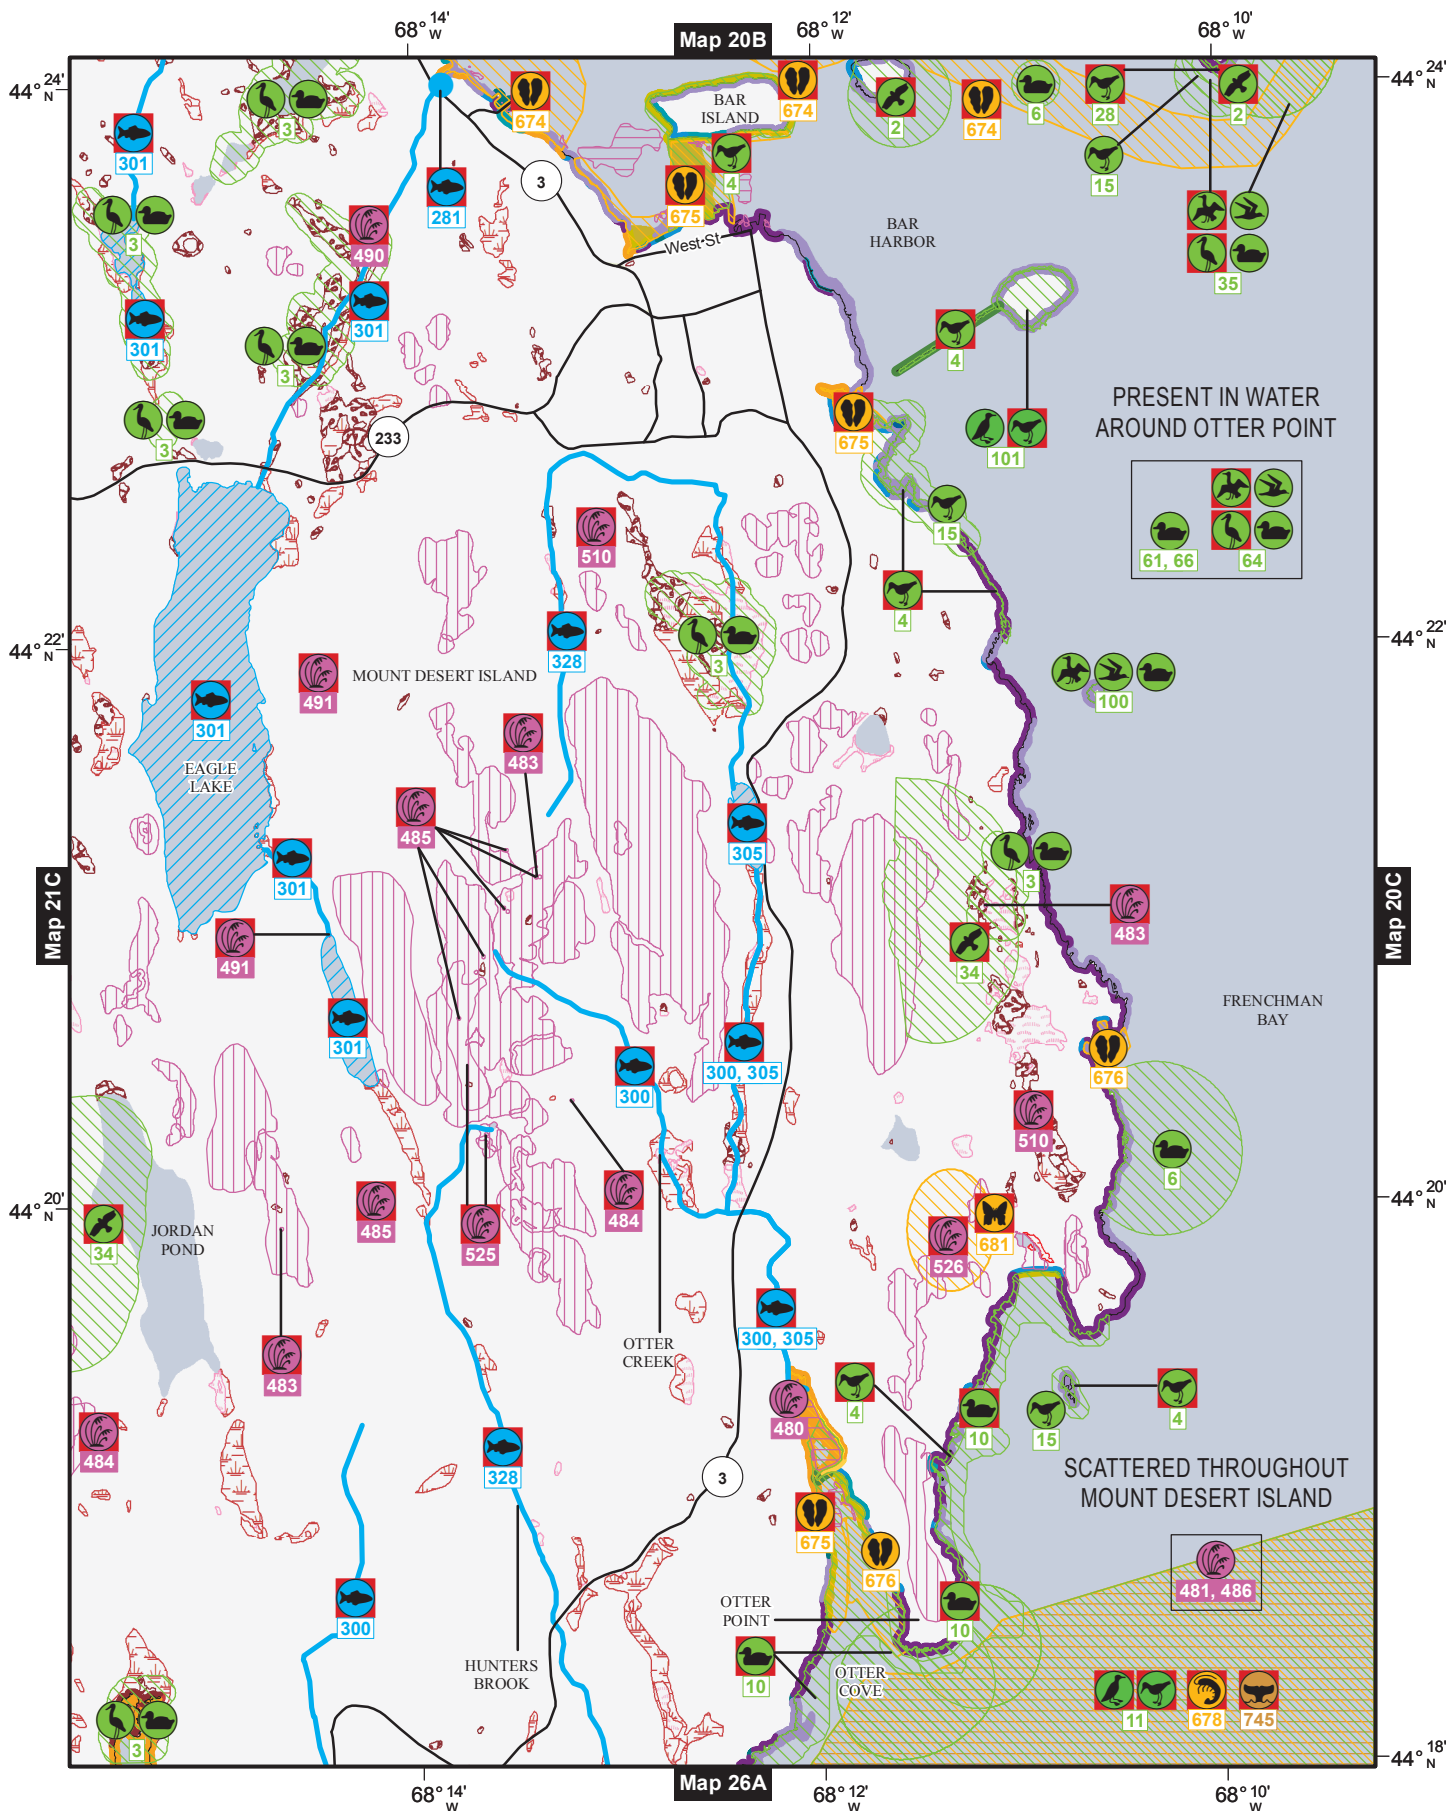 68° 14' W
Map 20B
68° 12' W
68° 10' W
44° 24' N
44° 24' N
3
301
674
BAR
ISLAND
674
2
674
6
28
2
3
281
4
675
15
3
490
West St
BAR
HARBOR
35
301
301
3
4
3
233
675
101
PRESENT IN WATER
AROUND OTTER POINT
61, 66
64
510
15
4
44° 22' N
44° 22' N
328
3
491
MOUNT DESERT ISLAND
100
301
483
EAGLE
LAKE
485
305
301
3
Map 21C
491
483
Map 20C
34
FRENCHMAN
BAY
301
300
300, 305
676
510
6
44° 20' N
44° 20' N
34
JORDAN
POND
485
525
484
526
681
300, 305
OTTER
CREEK
483
480
4
10
15
4
484
328
3
SCATTERED THROUGHOUT
MOUNT DESERT ISLAND
675
676
481, 486
300
OTTER
POINT
10
HUNTERS
BROOK
10
OTTER
COVE
11
678
745
3
44° 18' N
44° 18' N
68° 14' W
Map 26A
68° 12' W
68° 10' W